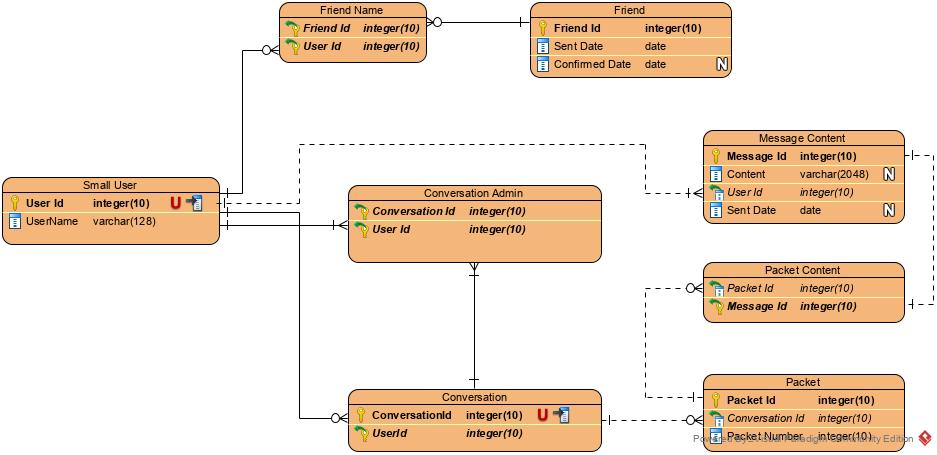 Friend Name
Friend Id integer(10)
User Id integer(10)
Friend
Friend Id integer(10)
Sent Date date
Confirmed Date date N
Small User
User Id integer(10) U
UserName varchar(128)
Conversation Admin
Conversation Id integer(10)
User Id integer(10)
Message Content
Message Id integer(10)
Content varchar(2048) N
User Id integer(10)
Sent Date date N
Packet Content
Packet Id integer(10)
Message Id integer(10)
Conversation
ConversationId integer(10) U
UserId integer(10)
Packet
Packet Id integer(10)
Conversation Id integer(10)
Packet Number integer(10)
Powered By Visual Paradigm Community Edition